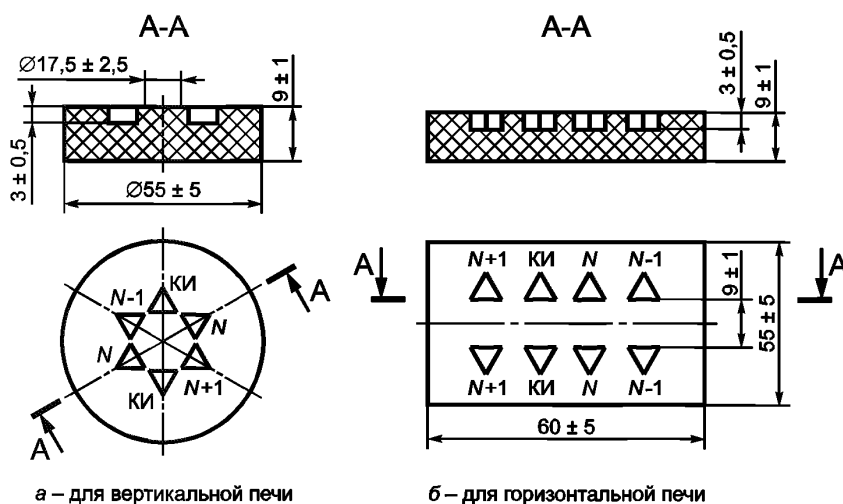 А-А
∅17,5 ± 2,5
9 ± 1
3 ± 0,5
∅55 ± 5
КИ
N-1
N
N
N+1
КИ
А
А
а – для вертикальной печи
А-А
3 ± 0,5
9 ± 1
N+1 КИ N N-1
А
А
9 ± 1
55 ± 5
N+1 КИ N N-1
60 ± 5
б – для горизонтальной печи